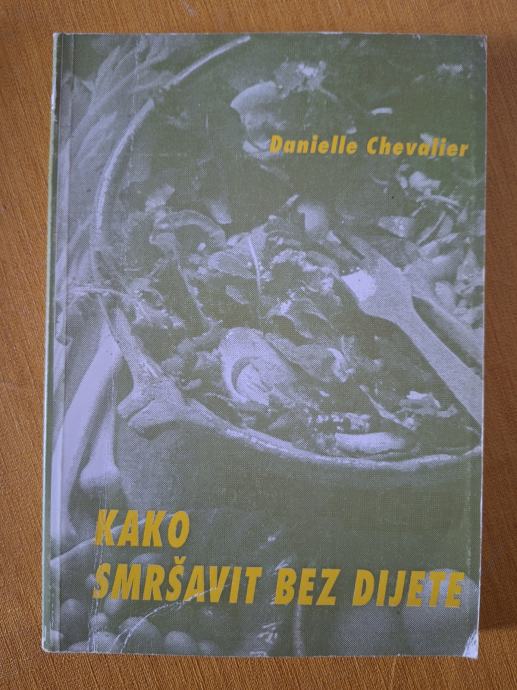 Danielle Chevalier
KAKO
SMRŠAVIT BEZ DIJETE